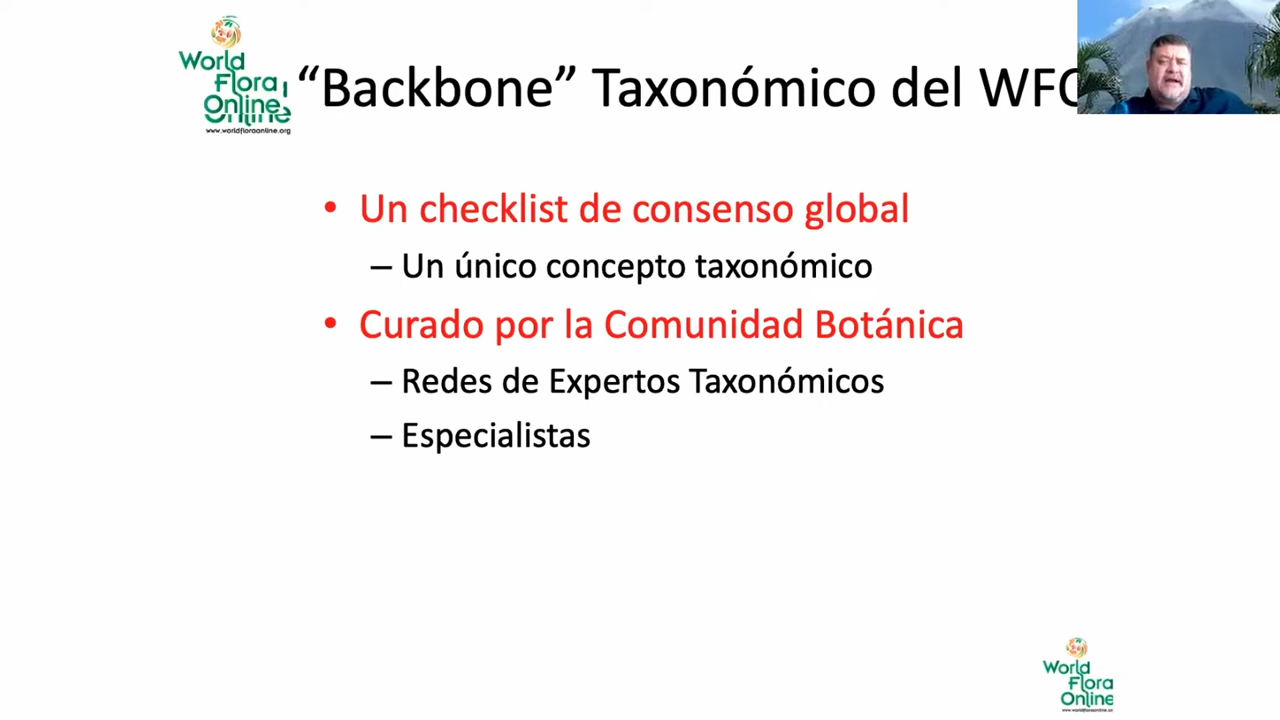 World
Flora
Online
www.worldfloraonline.org
“Backbone” Taxonómico del WFO
• Un checklist de consenso global
– Un único concepto taxonómico
• Curado por la Comunidad Botánica
– Redes de Expertos Taxonómicos
– Especialistas
World
Flora
Online
www.worldfloraonline.org